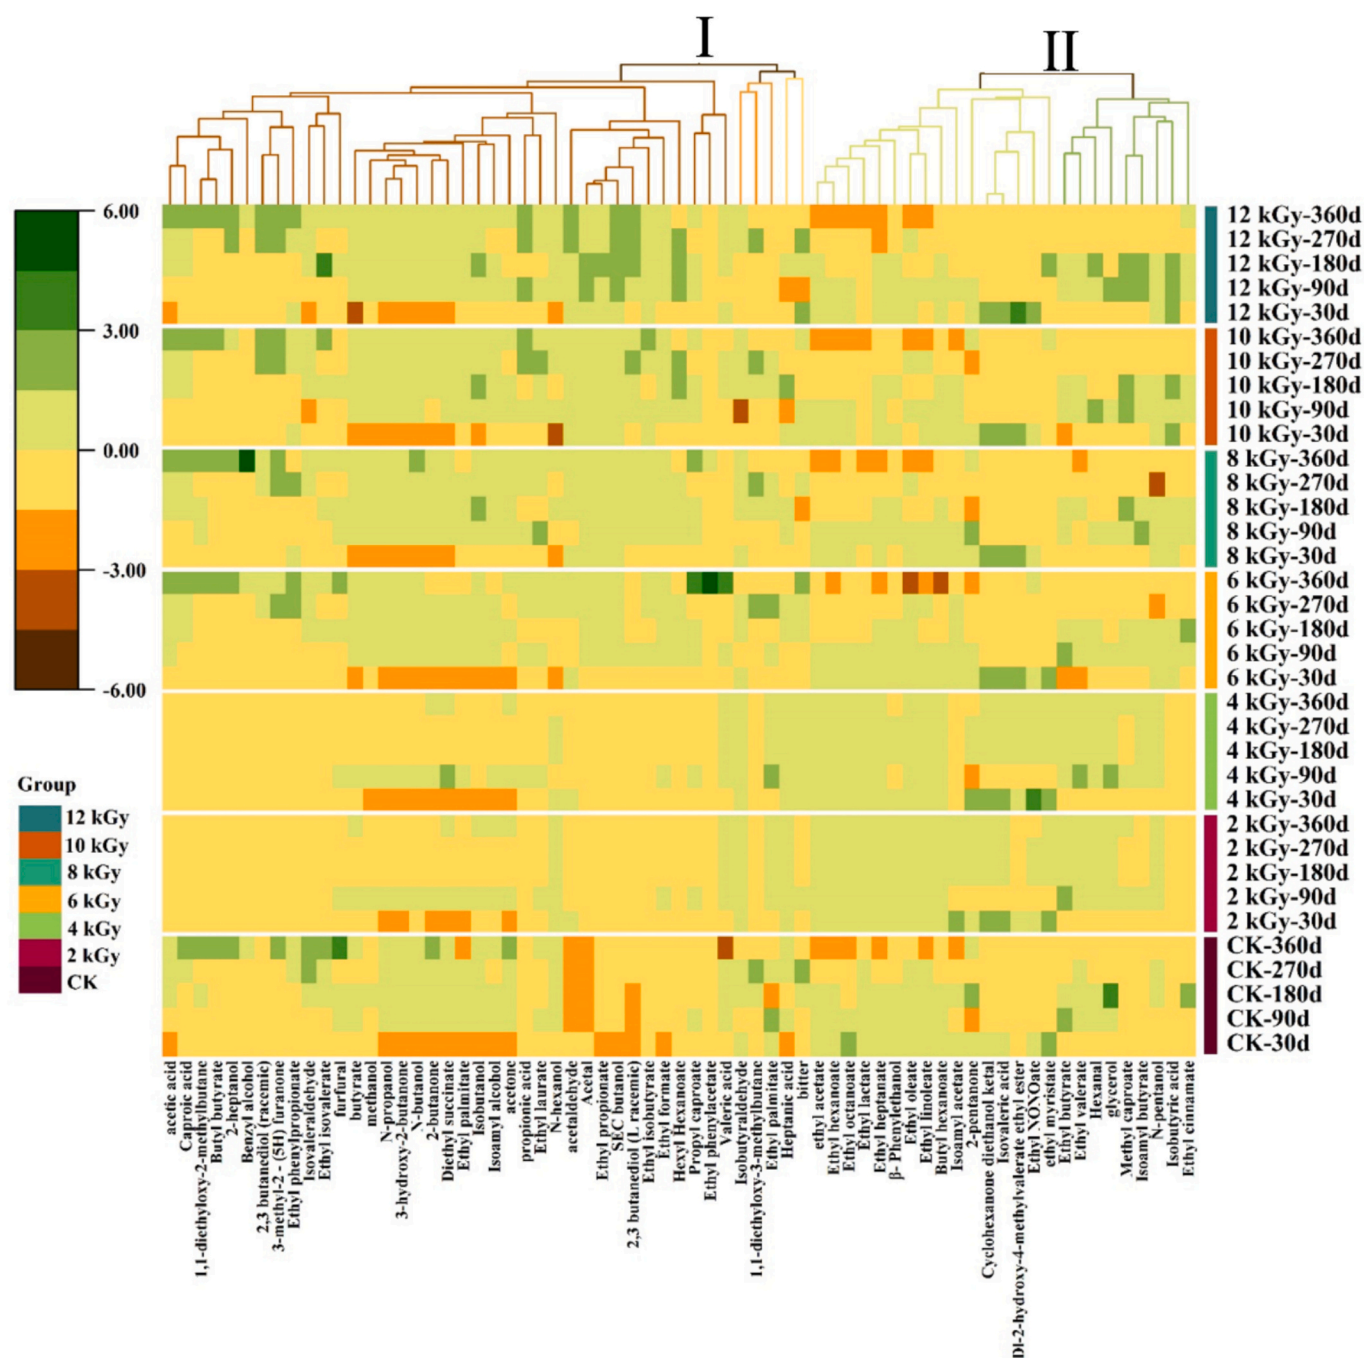 I
II
6.00
3.00
0.00
-3.00
-6.00
12 kGy-360d
12 kGy-270d
12 kGy-180d
12 kGy-90d
12 kGy-30d
10 kGy-360d
10 kGy-270d
10 kGy-180d
10 kGy-90d
10 kGy-30d
8 kGy-360d
8 kGy-270d
8 kGy-180d
8 kGy-90d
8 kGy-30d
6 kGy-360d
6 kGy-270d
6 kGy-180d
6 kGy-90d
6 kGy-30d
4 kGy-360d
4 kGy-270d
4 kGy-180d
4 kGy-90d
4 kGy-30d
2 kGy-360d
2 kGy-270d
2 kGy-180d
2 kGy-90d
2 kGy-30d
CK-360d
CK-270d
CK-180d
CK-90d
CK-30d
Group
12 kGy
10 kGy
8 kGy
6 kGy
4 kGy
2 kGy
CK
acetic acid
Caproic acid
1,1-diethyloxy-2-methylbutane
Butyl butyrate
2-heptanol
Benzyl alcohol
2,3 butanediol (racemic)
3-methyl-2 - (5H) furanone
Ethyl phenylpropionate
Isovaleraldehyde
Ethyl isovalerate
furfural
butyrate
methanol
N-propanol
3-hydroxy-2-butanone
N-butanol
2-butanone
Diethyl succinate
Ethyl palmitate
Isobutanol
Isoamyl alcohol
acetone
propionic acid
Ethyl laurate
N-hexanol
acetaldehyde
Acetal
Ethyl propionate
SEC butanol
2,3 butanediol (L racemic)
Ethyl isobutyrate
Ethyl formate
Hexyl Hexanoate
Propyl caproate
Ethyl phenylacetate
Valeric acid
Isobutyraldehyde
1,1-diethyloxy-3-methylbutane
Ethyl palmitate
Heptanic acid
bitter
ethyl acetate
Ethyl hexanoate
Ethyl octanoate
Ethyl lactate
Ethyl heptanate
β- Phenylethanol
Ethyl oleate
Ethyl linoleate
Butyl hexanoate
Isoamyl acetate
2-pentanone
Cyclohexanone diethanol ketal
Isovaleric acid
Dl-2-hydroxy-4-methylvalerate ethyl ester
Ethyl NONOate
ethyl myristate
Ethyl butyrate
Ethyl valerate
Hexanal
glycerol
Methyl caproate
Isoamyl butyrate
N-pentanol
Isobutyric acid
Ethyl cinnamate